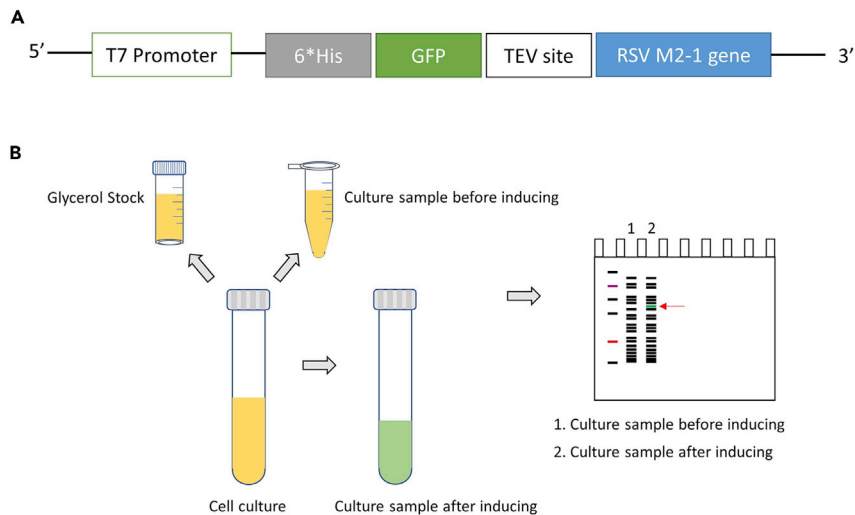 A
5′ T7 Promoter 6*His GFP TEV site RSV M2-1 gene 3′
B
Glycerol Stock
Culture sample before inducing
1 2
1. Culture sample before inducing
2. Culture sample after inducing
Cell culture
Culture sample after inducing